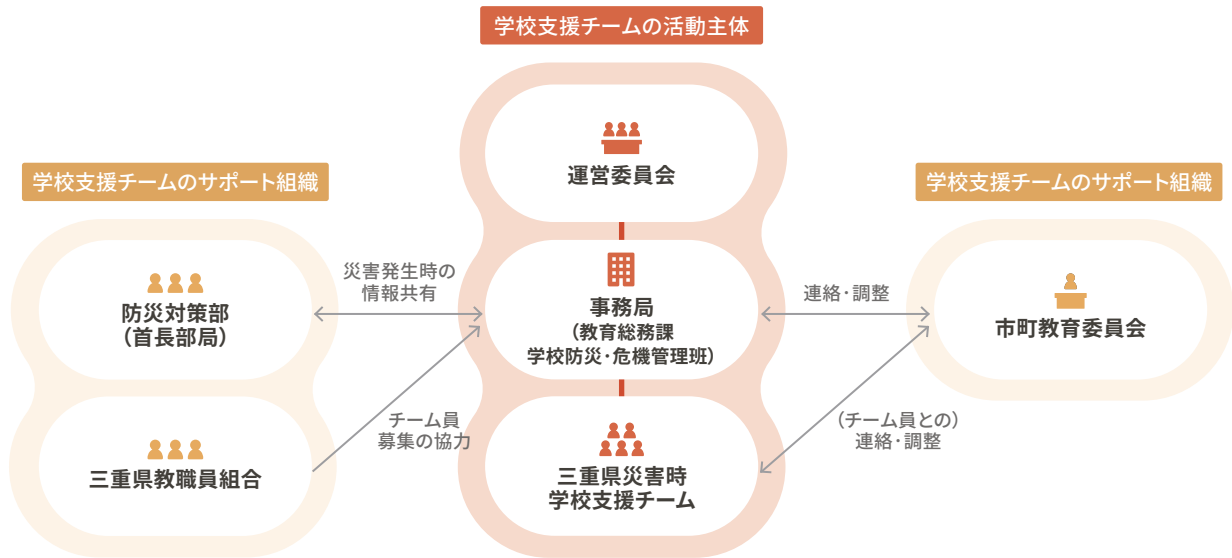 学校支援チームの活動主体
運営委員会
学校支援チームのサポート組織
学校支援チームのサポート組織
防災対策部
（首長部局）
災害発生時の
情報共有
事務局
（教育総務課
学校防災・危機管理班）
連絡・調整
市町教育委員会
三重県教職員組合
チーム員
募集の協力
三重県災害時
学校支援チーム
（チーム員との）
連絡・調整